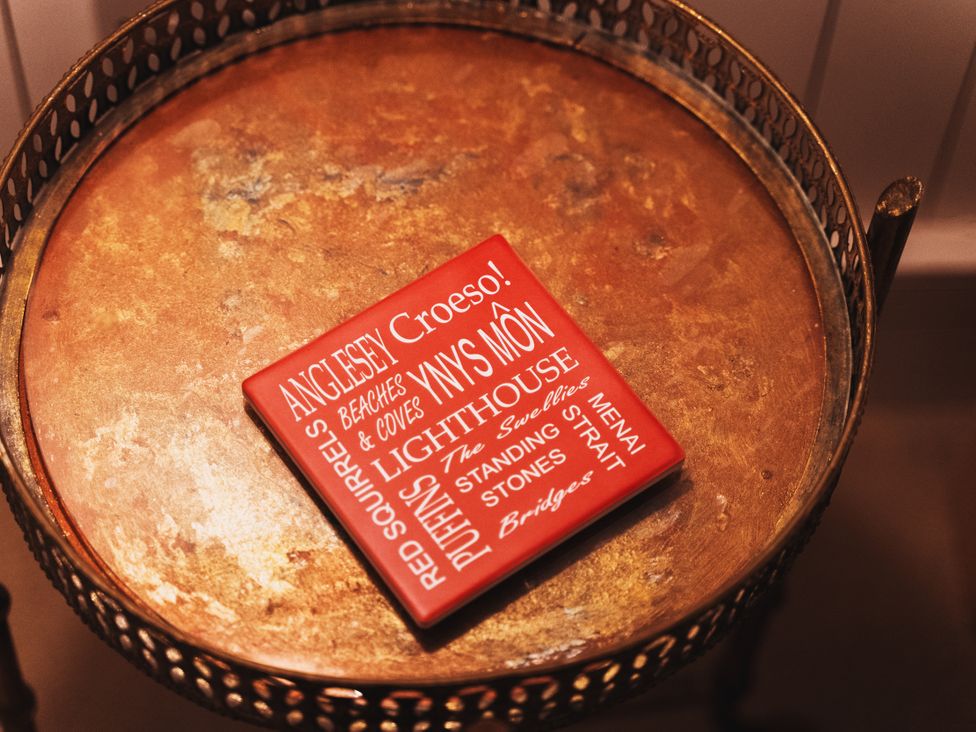 ANGLESEY
Croeso!
BEACHES
& COVES
YNYS MÔN
LIGHTHOUSE
RED SQUIRRELS
PUFFINS
The Swellies
STANDING
STONES
MENAI
STRAIT
Bridges